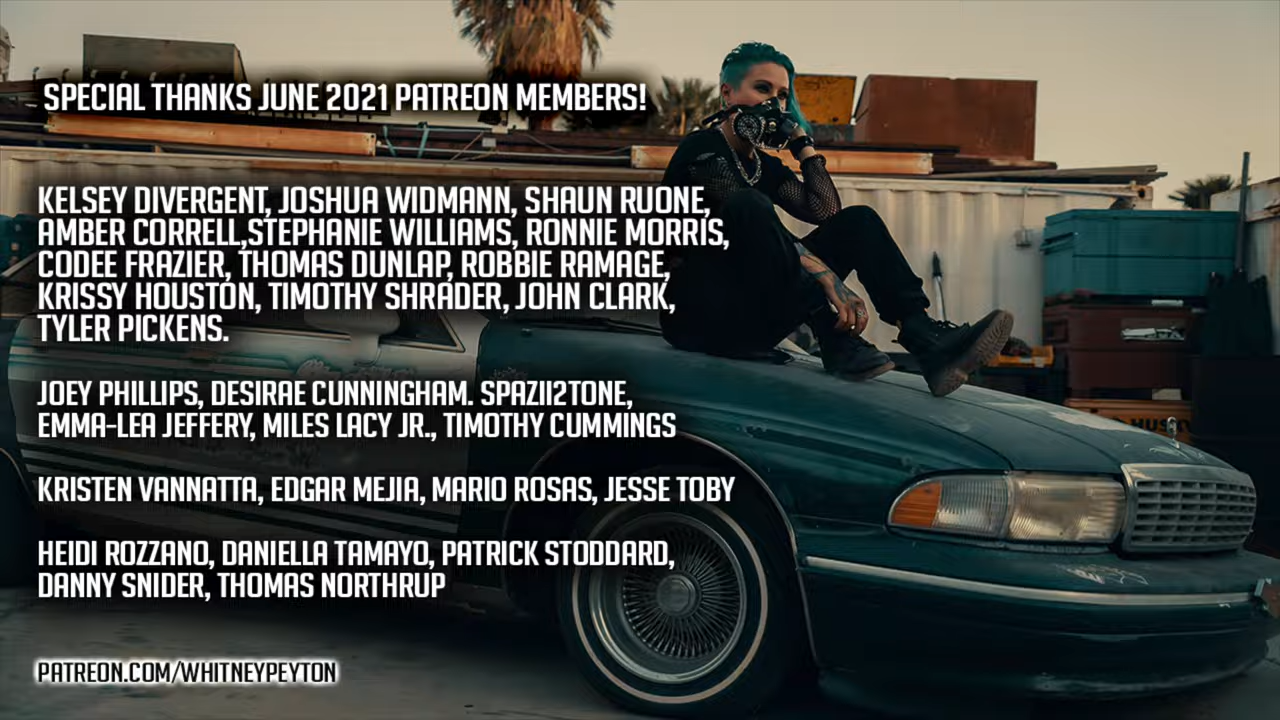 SPECIAL THANKS JUNE 2021 PATREON MEMBERS!
KELSEY DIVERGENT, JOSHUA WIDMANN, SHAUN RUONE,
AMBER CORRELL,STEPHANIE WILLIAMS, RONNIE MORRIS,
CODEE FRAZIER, THOMAS DUNLAP, ROBBIE RAMAGE,
KRISSY HOUSTON, TIMOTHY SHRADER, JOHN CLARK,
TYLER PICKENS.
JOEY PHILLIPS, DESIRAE CUNNINGHAM. SPAZII2TONE,
EMMA-LEA JEFFERY, MILES LACY JR., TIMOTHY CUMMINGS
KRISTEN VANNATTA, EDGAR MEJIA, MARIO ROSAS, JESSE TOBY
HEIDI ROZZANO, DANIELLA TAMAYO, PATRICK STODDARD,
DANNY SNIDER, THOMAS NORTHRUP
PATREON.COM/WHITNEYPEYTON